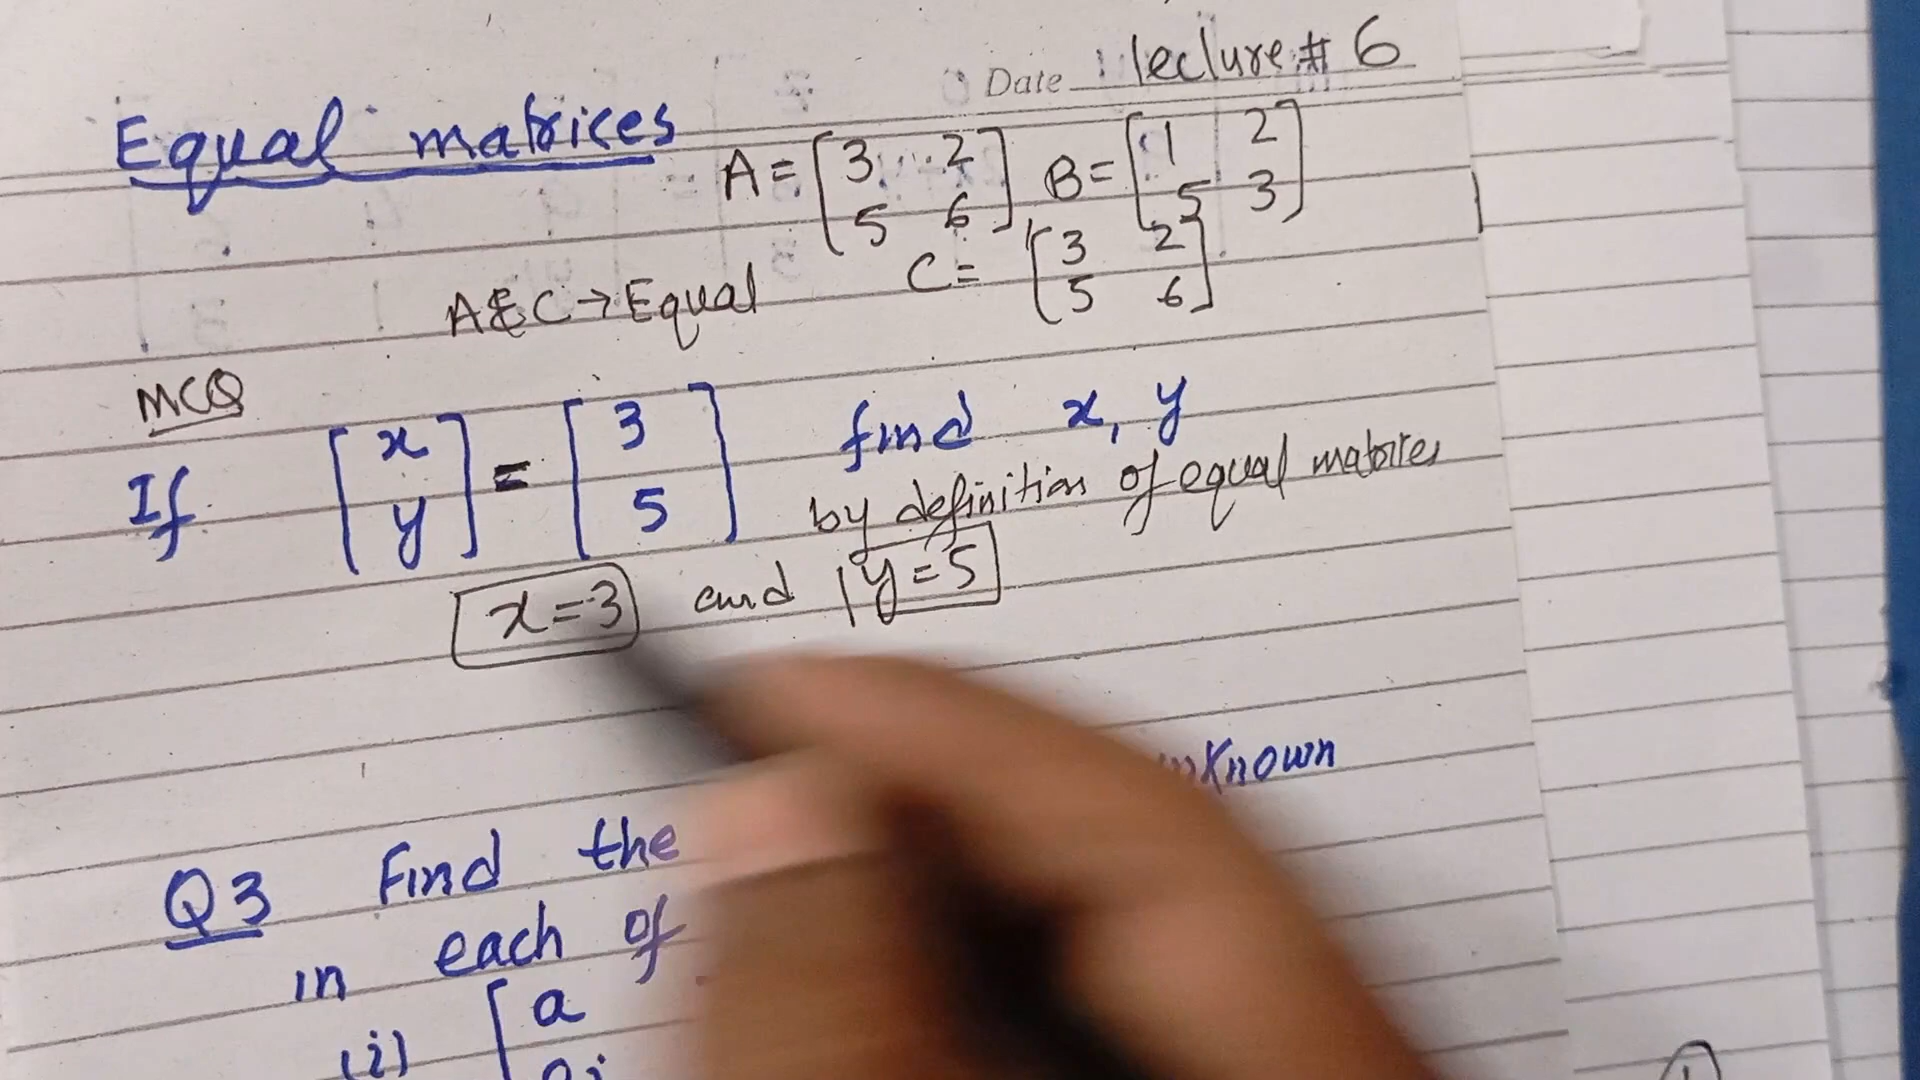 Date lecture # 6
Equal matrices
A = [3 2
5 6] B = [1 2
5 3]
A & C → Equal C = [3 2
5 6]
MCQ
If [x
y] = [3
5] find x, y
by definition of equal matrices
x = 3 and y = 5
Q3 Find the
in each of
(i) [a